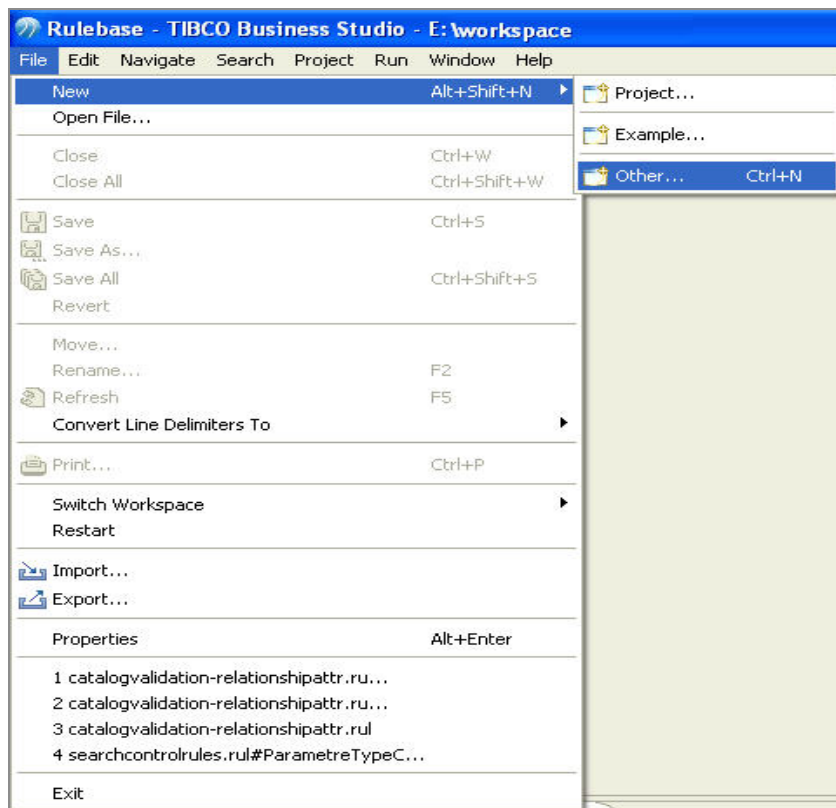 Rulebase - TIBCO Business Studio - E:\workspace
File Edit Navigate Search Project Run Window Help
New Alt+Shift+N
Open File...
Close Ctrl+W
Close All Ctrl+Shift+W
Save Ctrl+S
Save As...
Save All Ctrl+Shift+S
Revert
Move...
Rename... F2
Refresh F5
Convert Line Delimiters To
Print... Ctrl+P
Switch Workspace
Restart
Import...
Export...
Properties Alt+Enter
1 catalogvalidation-relationshipattr.ru...
2 catalogvalidation-relationshipattr.ru...
3 catalogvalidation-relationshipattr.rul
4 searchcontrolrules.rul#ParametreTypeC...
Exit
Project...
Example...
Other... Ctrl+N